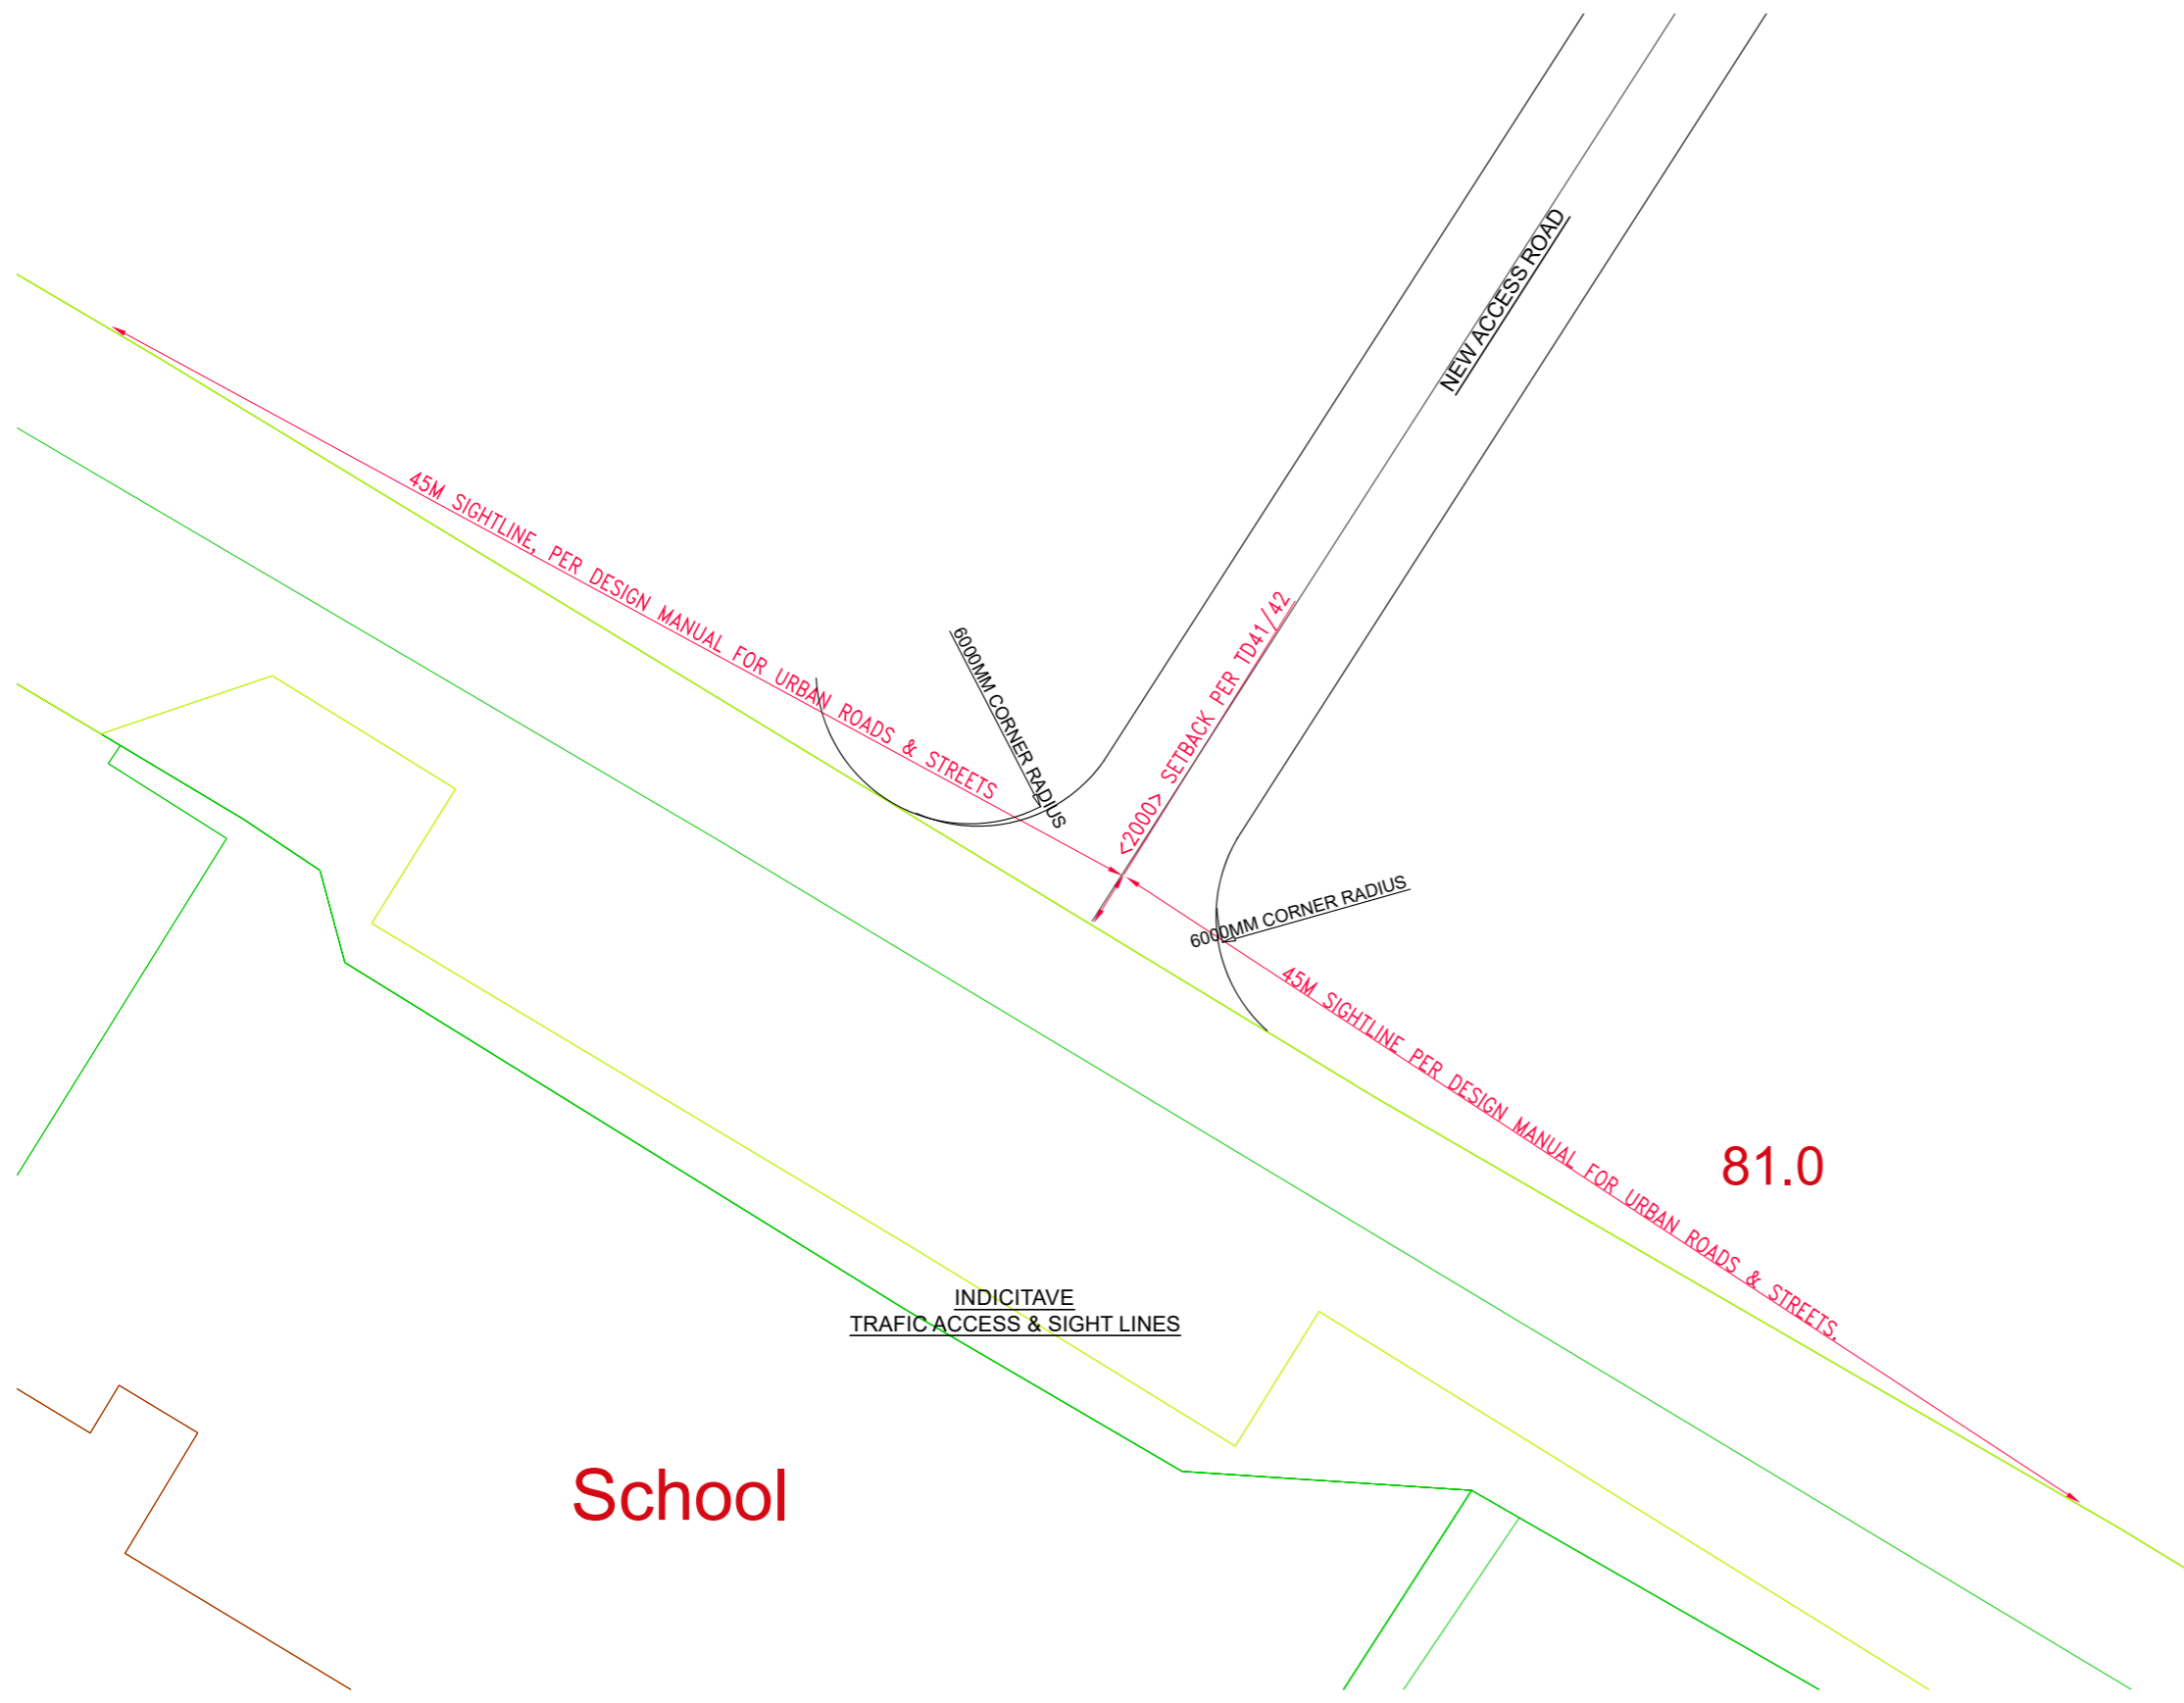 NEW ACCESS ROAD
45M SIGHTLINE, PER DESIGN MANUAL FOR URBAN ROADS & STREETS
6000MM CORNER RADIUS
<2000> SETBACK PER TD41/42
6000MM CORNER RADIUS
45M SIGHTLINE PER DESIGN MANUAL FOR URBAN ROADS & STREETS.
81.0
INDICITAVE
TRAFIC ACCESS & SIGHT LINES
School